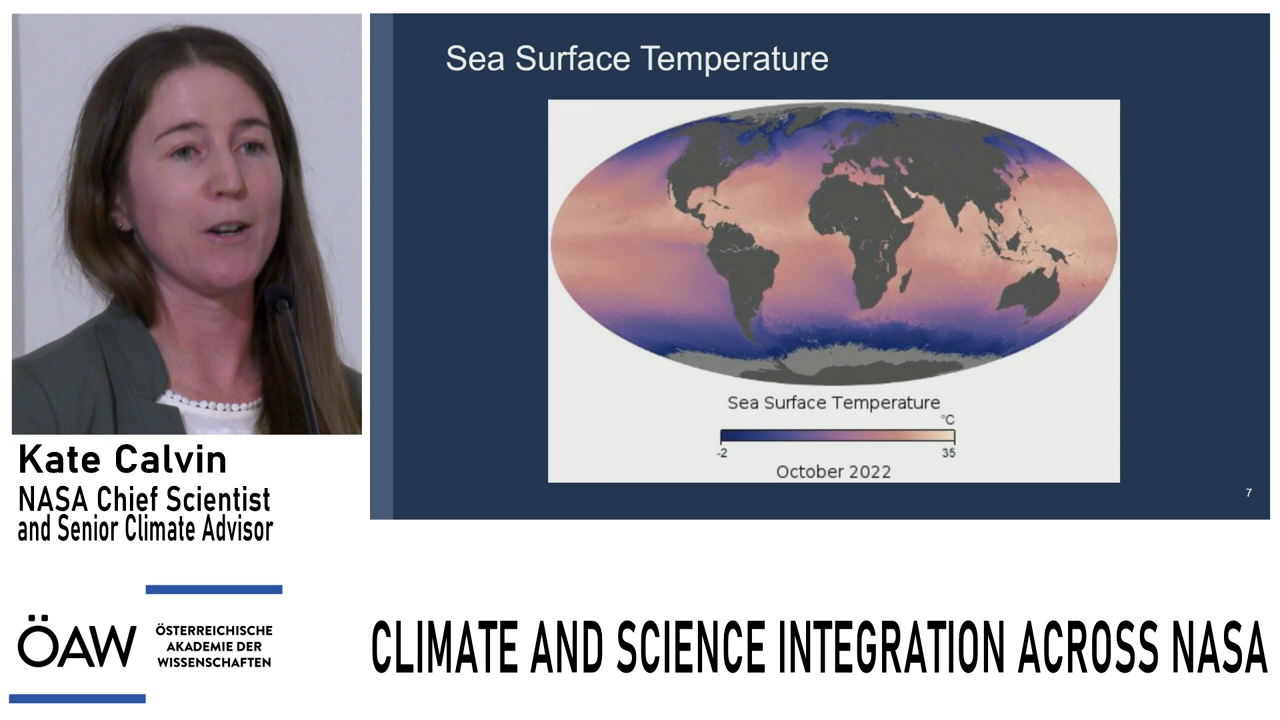 Sea Surface Temperature
Sea Surface Temperature
°C
-2
35
October 2022
7
Kate Calvin
NASA Chief Scientist
and Senior Climate Advisor
ÖAW
ÖSTERREICHISCHE
AKADEMIE DER
WISSENSCHAFTEN
CLIMATE AND SCIENCE INTEGRATION ACROSS NASA